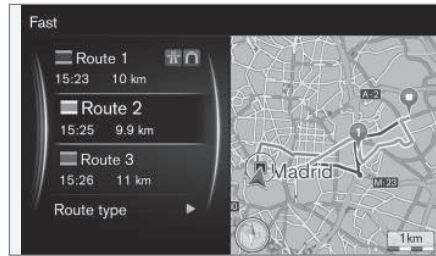 Fast
Route 1
15:23 10 km
Route 2
15:25 9.9 km
Route 3
15:26 11 km
Route type
A-2
1
Madrid
M-23
1km